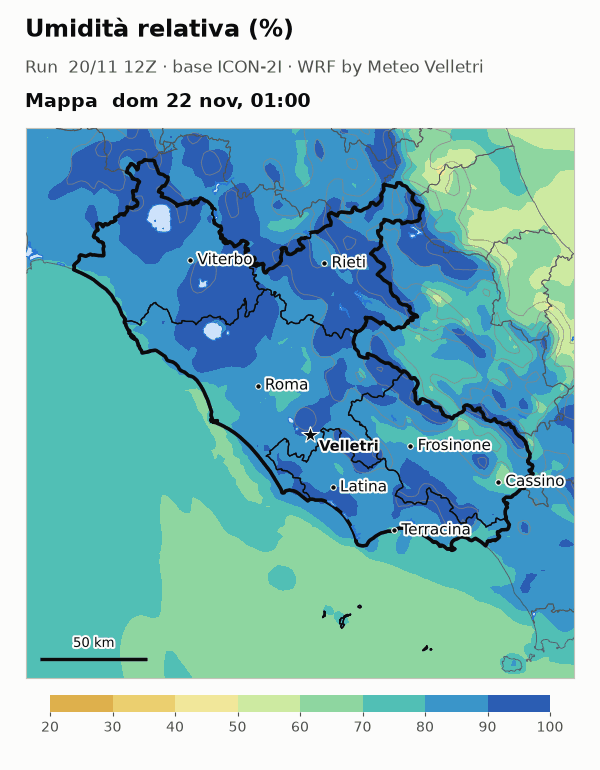 Umidità relativa (%)
Run  20/11 12Z · base ICON-2I · WRF by Meteo Velletri
Mappa  dom 22 nov, 01:00
Viterbo
Rieti
Roma
Velletri
Frosinone
Cassino
Latina
Terracina
50 km
20 30 40 50 60 70 80 90 100